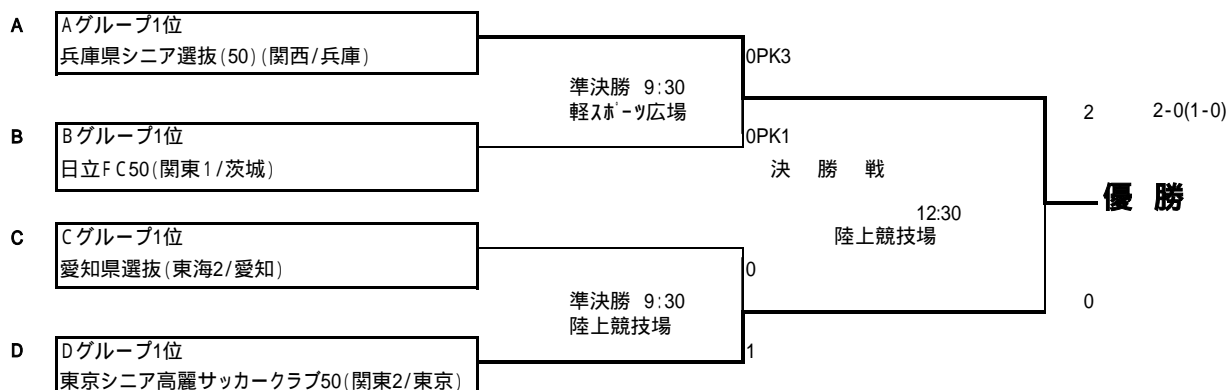 A
Aグループ1位
兵庫県シニア選抜(50)(関西/兵庫)
0PK3
準決勝 9:30
軽スポーツ広場
2 2-0(1-0)
B
Bグループ1位
0PK1
日立FC50(関東1/茨城)
決 勝 戦
優 勝
12:30
陸上競技場
C
Cグループ1位
愛知県選抜(東海2/愛知)
0
準決勝 9:30
陸上競技場
0
D
Dグループ1位
1
東京シニア高麗サッカークラブ50(関東2/東京)